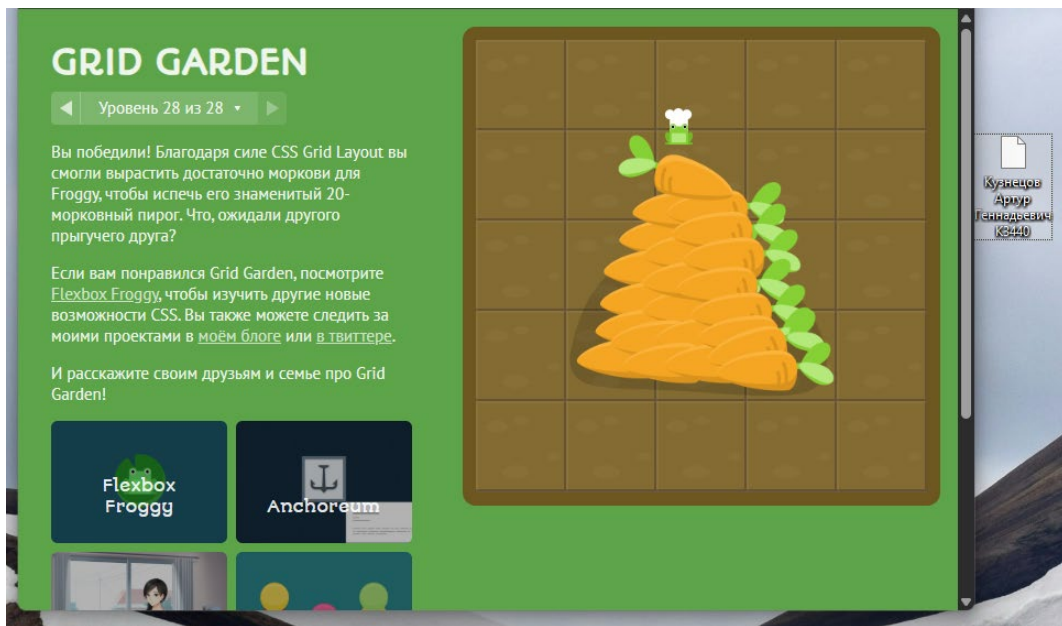 GRID GARDEN
Уровень 28 из 28
Вы победили! Благодаря силе CSS Grid Layout вы
смогли вырастить достаточно моркови для
Froggy, чтобы испечь его знаменитый 20-
морковный пирог. Что, ожидали другого
прыгучего друга?
Если вам понравился Grid Garden, посмотрите
Flexbox Froggy, чтобы изучить другие новые
возможности CSS. Вы также можете следить за
моими проектами в моём блоге или в твиттере.
И расскажите своим друзьям и семье про Grid
Garden!
Flexbox
Froggy
Anchoreum
Кузнецов
Артур
Геннадьевич
К3440